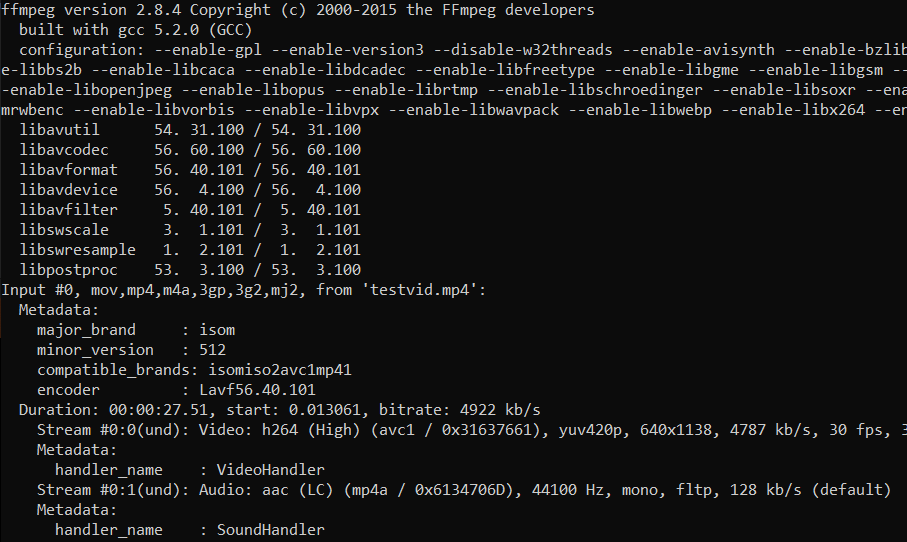 ffmpeg version 2.8.4 Copyright (c) 2000-2015 the FFmpeg developers
  built with gcc 5.2.0 (GCC)
  configuration: --enable-gpl --enable-version3 --disable-w32threads --enable-avisynth --enable-bzlib
e-libbs2b --enable-libcaca --enable-libdcadec --enable-libfreetype --enable-libgme --enable-libgsm --
-enable-libopenjpeg --enable-libopus --enable-librtmp --enable-libschroedinger --enable-libsoxr --ena
mrwbenc --enable-libvorbis --enable-libvpx --enable-libwavpack --enable-libwebp --enable-libx264 --en
  libavutil      54. 31.100 / 54. 31.100
  libavcodec     56. 60.100 / 56. 60.100
  libavformat    56. 40.101 / 56. 40.101
  libavdevice    56.  4.100 / 56.  4.100
  libavfilter     5. 40.101 /  5. 40.101
  libswscale      3.  1.101 /  3.  1.101
  libswresample   1.  2.101 /  1.  2.101
  libpostproc    53.  3.100 / 53.  3.100
Input #0, mov,mp4,m4a,3gp,3g2,mj2, from 'testvid.mp4':
  Metadata:
    major_brand     : isom
    minor_version   : 512
    compatible_brands: isomiso2avc1mp41
    encoder         : Lavf56.40.101
  Duration: 00:00:27.51, start: 0.013061, bitrate: 4922 kb/s
    Stream #0:0(und): Video: h264 (High) (avc1 / 0x31637661), yuv420p, 640x1138, 4787 kb/s, 30 fps,
    Metadata:
      handler_name    : VideoHandler
    Stream #0:1(und): Audio: aac (LC) (mp4a / 0x6134706D), 44100 Hz, mono, fltp, 128 kb/s (default)
    Metadata:
      handler_name    : SoundHandler